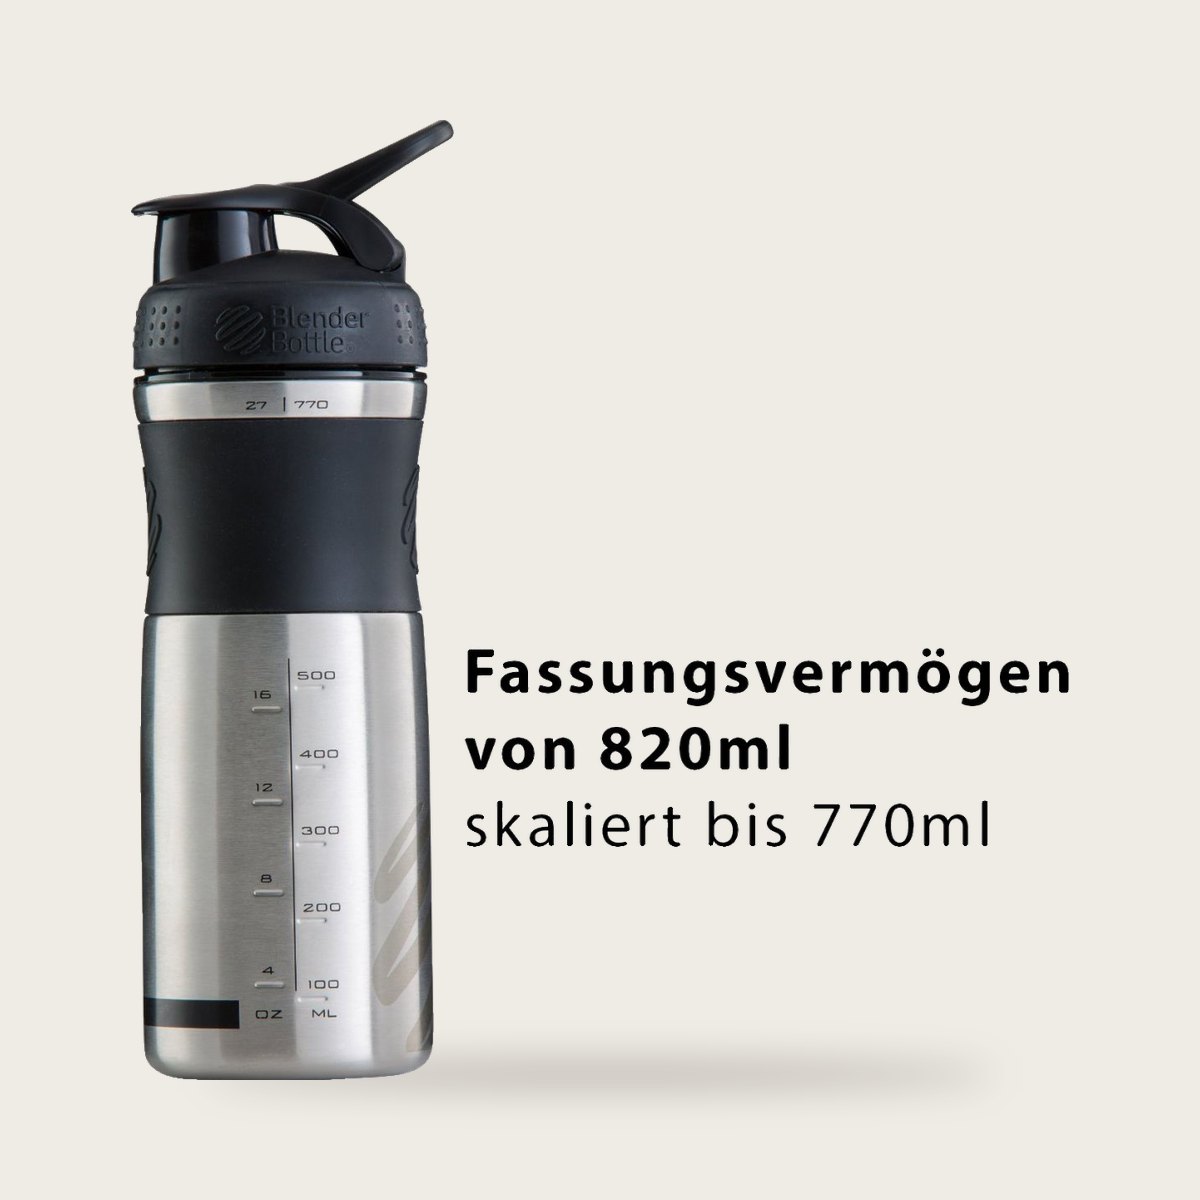 Blender
Bottle
27 | 770
500
16
400
12
300
8
200
4
100
OZ ML
Fassungsvermögen
von 820ml
skaliert bis 770ml